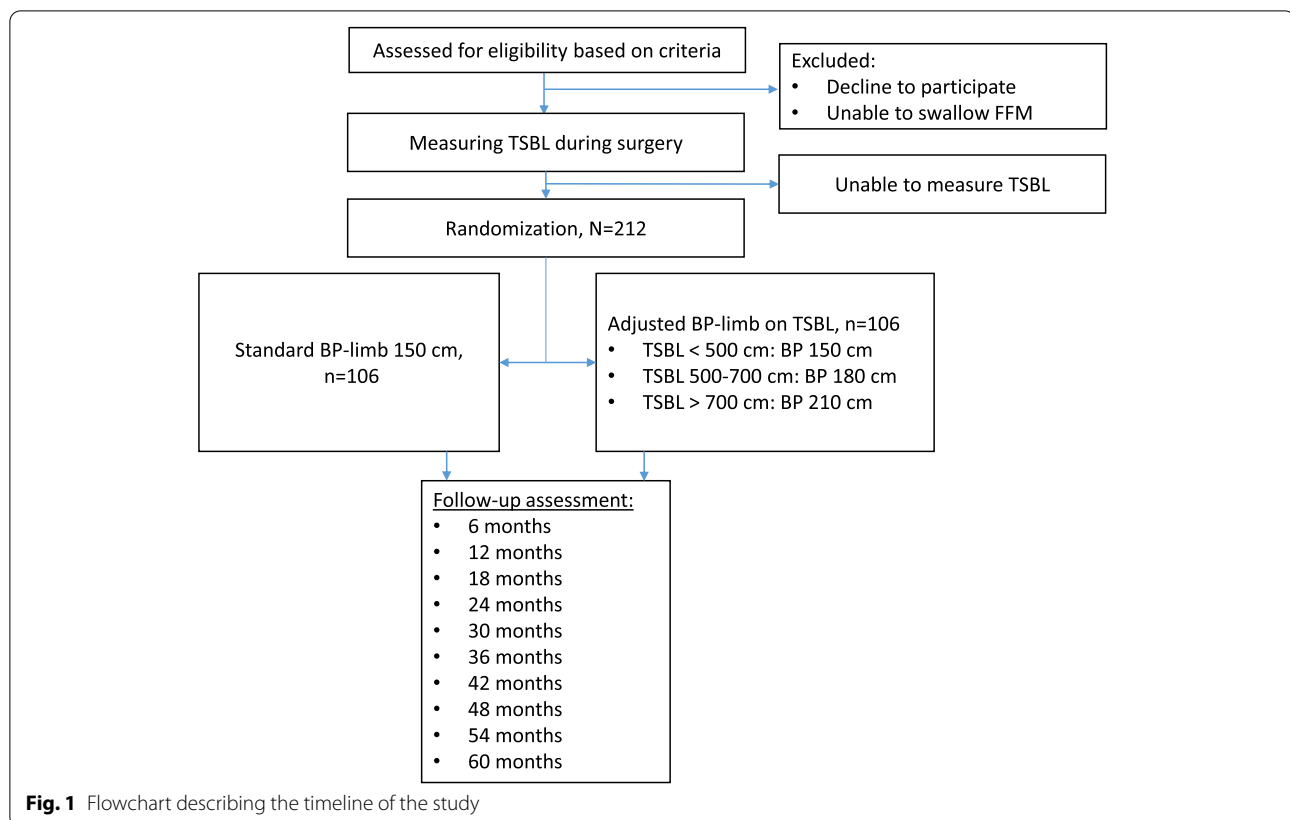 Assessed for eligibility based on criteria
Excluded:
• Decline to participate
• Unable to swallow FFM
Measuring TSBL during surgery
Unable to measure TSBL
Randomization, N=212
Standard BP-limb 150 cm,
n=106
Adjusted BP-limb on TSBL, n=106
• TSBL < 500 cm: BP 150 cm
• TSBL 500-700 cm: BP 180 cm
• TSBL > 700 cm: BP 210 cm
Follow-up assessment:
• 6 months
• 12 months
• 18 months
• 24 months
• 30 months
• 36 months
• 42 months
• 48 months
• 54 months
• 60 months
Fig. 1 Flowchart describing the timeline of the study